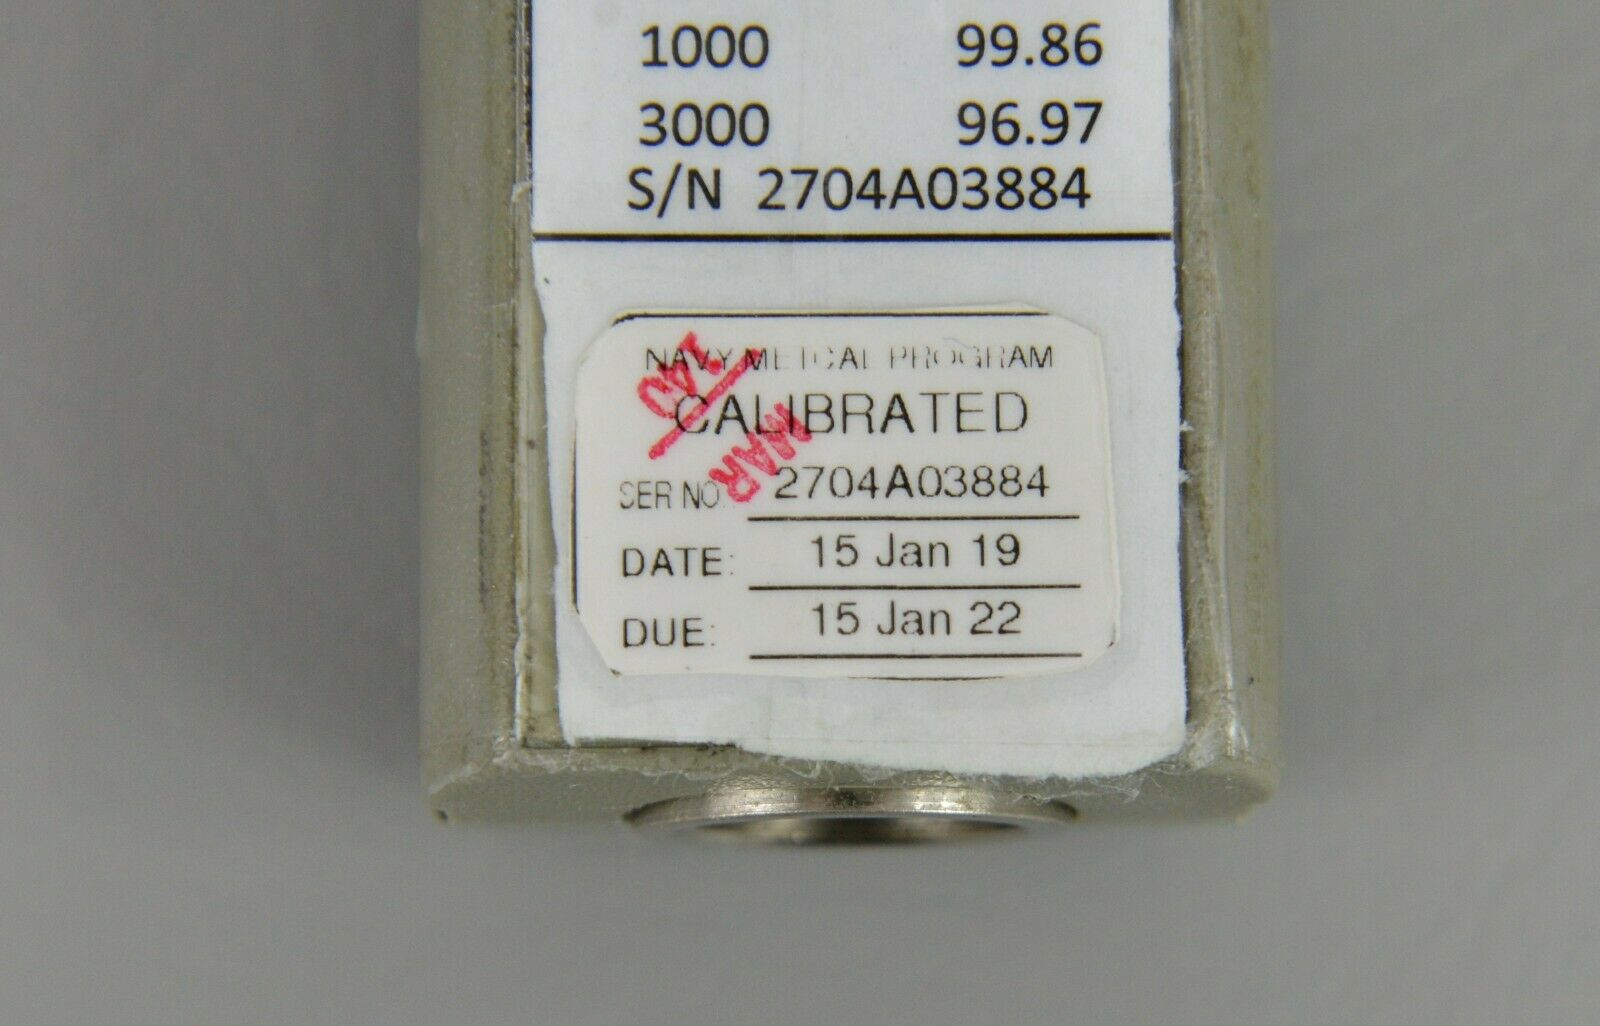 1000 99.86
3000 96.97
S/N 2704A03884
NAVY METCAL PROGRAM
CALIBRATED
SER NO. 2704A03884
DATE: 15 Jan 19
DUE: 15 Jan 22
MAR